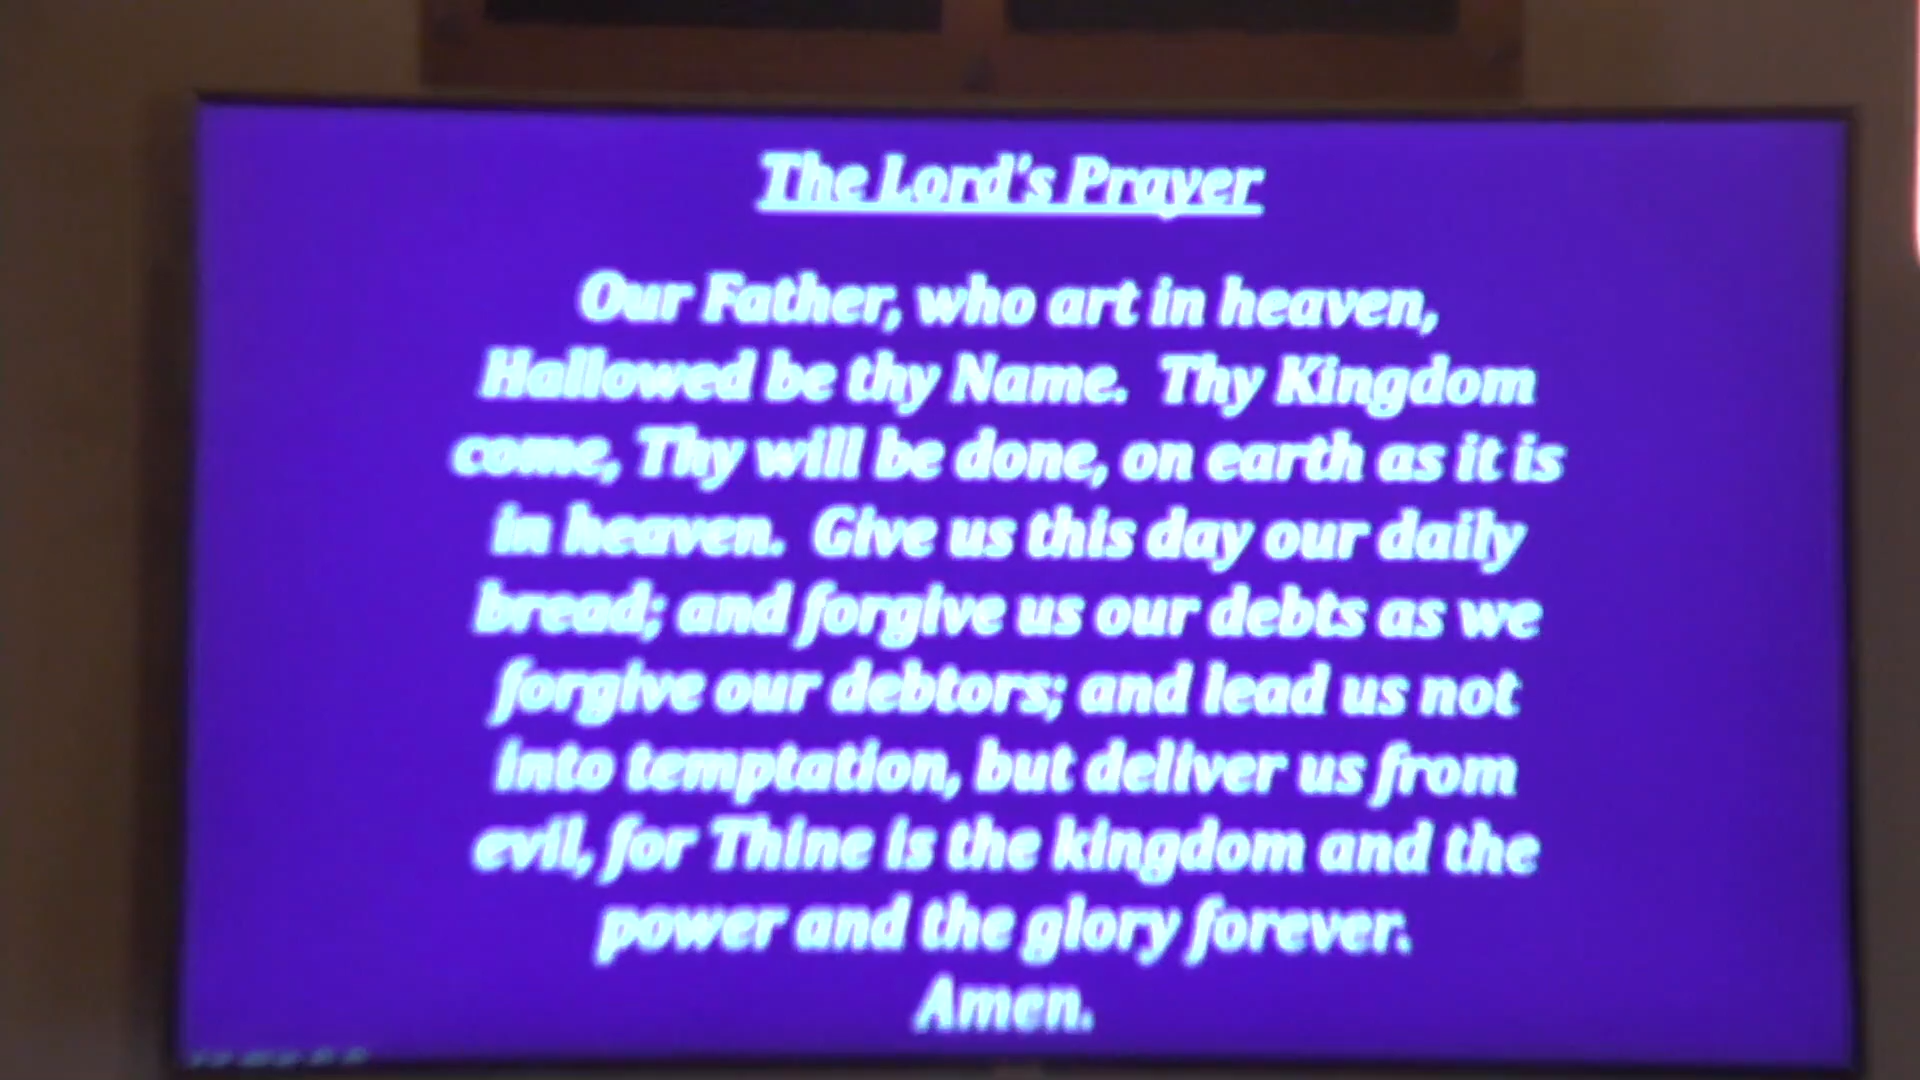 The Lord's Prayer
Our Father, who art in heaven,
Hallowed be thy Name. Thy Kingdom
come, Thy will be done, on earth as it is
in heaven. Give us this day our daily
bread; and forgive us our debts as we
forgive our debtors; and lead us not
into temptation, but deliver us from
evil, for Thine is the kingdom and the
power and the glory forever.
Amen.